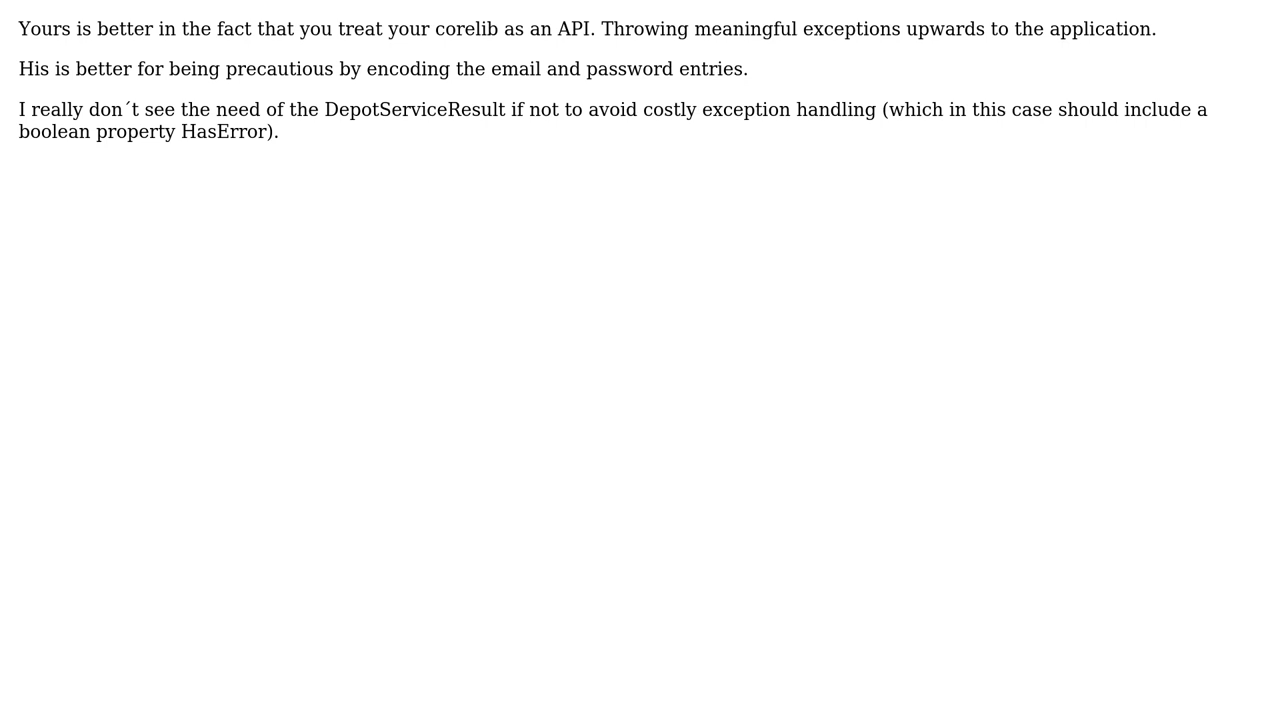 Yours is better in the fact that you treat your corelib as an API. Throwing meaningful exceptions upwards to the application.
His is better for being precautious by encoding the email and password entries.
I really don´t see the need of the DepotServiceResult if not to avoid costly exception handling (which in this case should include a
boolean property HasError).